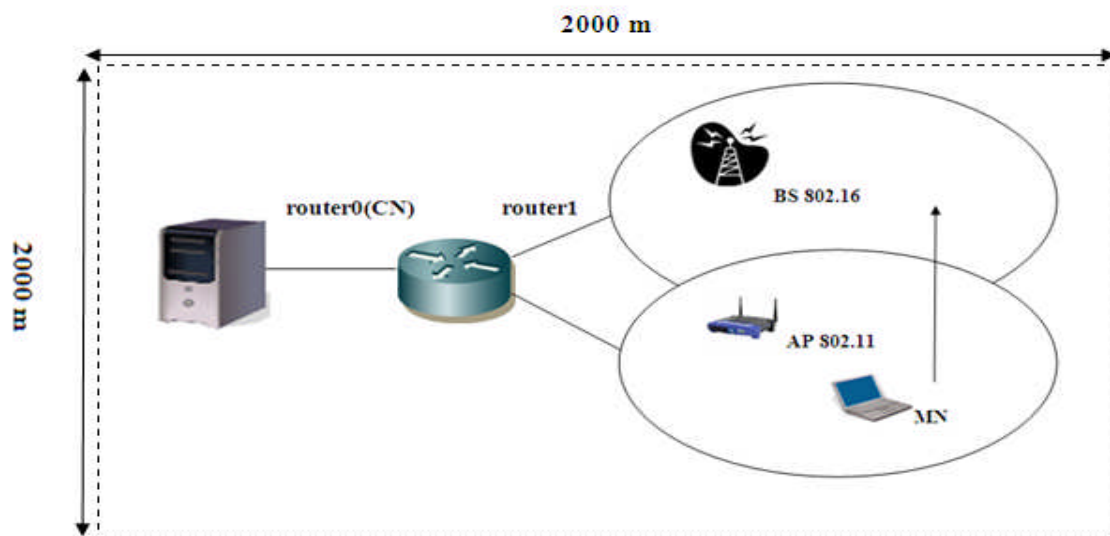 2000 m
2000 m
router0(CN)
router1
BS 802.16
AP 802.11
MN